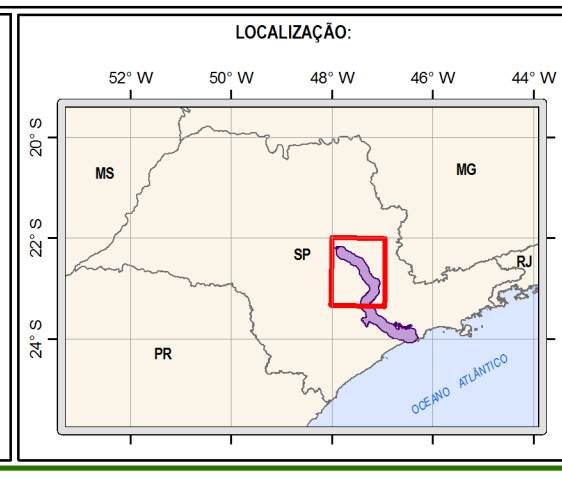 LOCALIZAÇÃO:
52° W 50° W 48° W 46° W 44° W
20° S
MS
MG
22° S
SP
RJ
24° S
PR
OCEANO ATLÂNTICO